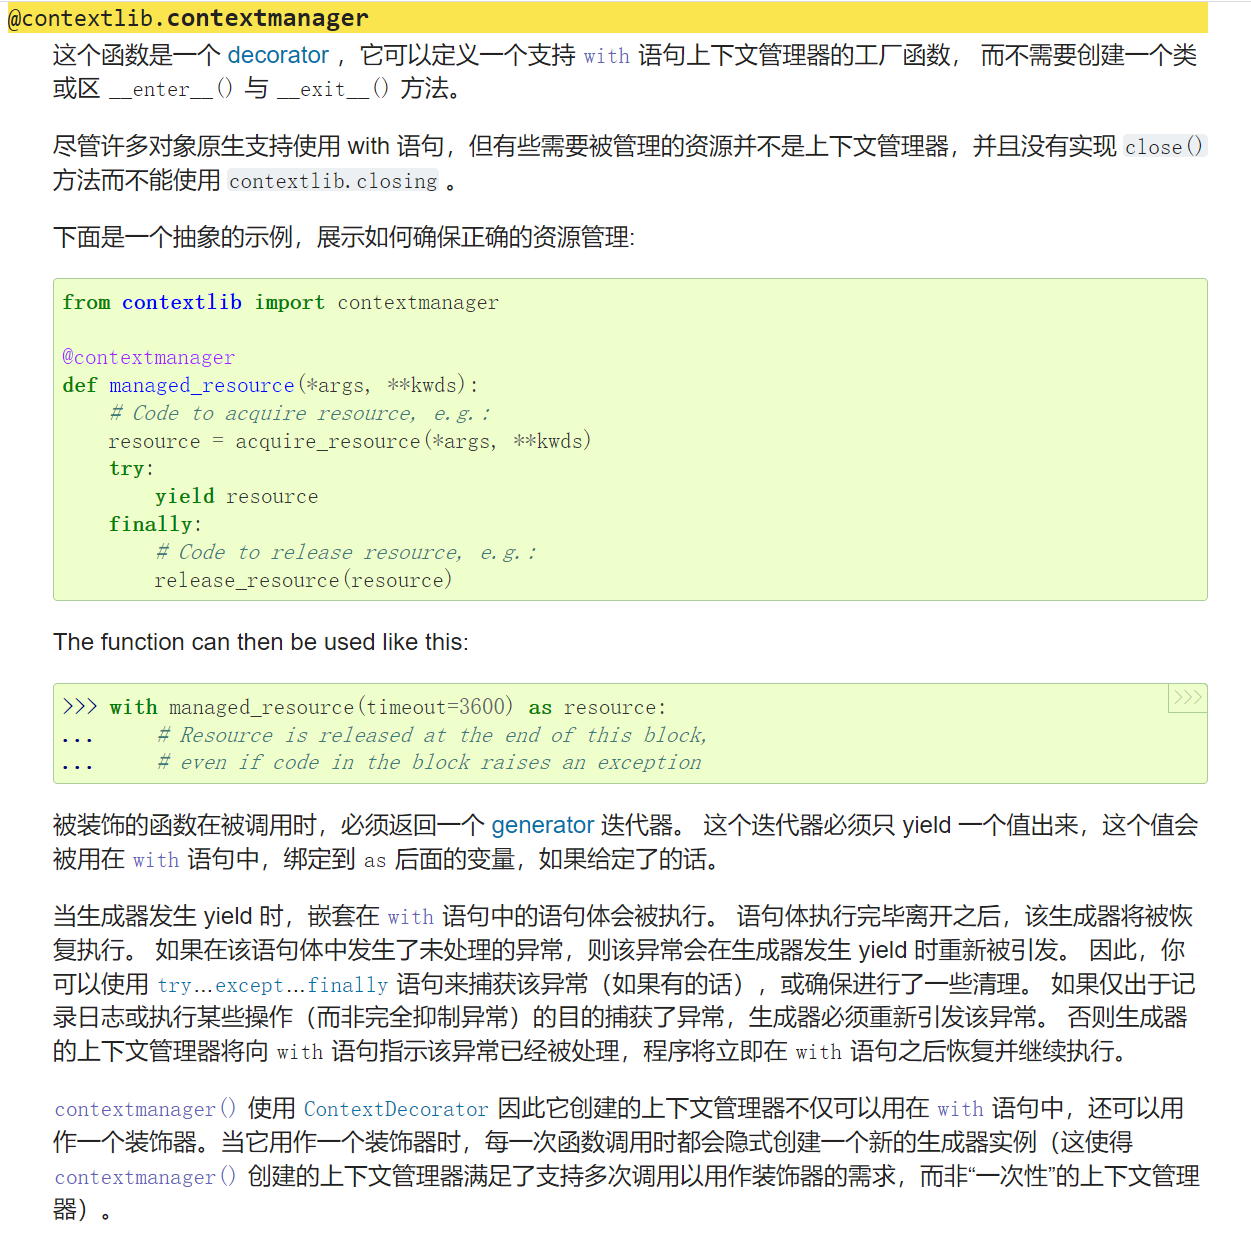 @contextlib.contextmanager
这个函数是一个 decorator ，它可以定义一个支持 with 语句上下文管理器的工厂函数， 而不需要创建一个类
或区 __enter__() 与 __exit__() 方法。
尽管许多对象原生支持使用 with 语句，但有些需要被管理的资源并不是上下文管理器，并且没有实现 close()
方法而不能使用 contextlib.closing 。
下面是一个抽象的示例，展示如何确保正确的资源管理:
from contextlib import contextmanager
@contextmanager
def managed_resource(*args, **kwds):
    # Code to acquire resource, e.g.:
    resource = acquire_resource(*args, **kwds)
    try:
        yield resource
    finally:
        # Code to release resource, e.g.:
        release_resource(resource)
The function can then be used like this:
>>> with managed_resource(timeout=3600) as resource:
>>>
...     # Resource is released at the end of this block,
...     # even if code in the block raises an exception
被装饰的函数在被调用时，必须返回一个 generator 迭代器。 这个迭代器必须只 yield 一个值出来，这个值会
被用在 with 语句中，绑定到 as 后面的变量，如果给定了的话。
当生成器发生 yield 时，嵌套在 with 语句中的语句体会被执行。 语句体执行完毕离开之后，该生成器将被恢
复执行。 如果在该语句体中发生了未处理的异常，则该异常会在生成器发生 yield 时重新被引发。 因此，你
可以使用 try...except...finally 语句来捕获该异常（如果有的话），或确保进行了一些清理。 如果仅出于记
录日志或执行某些操作（而非完全抑制异常）的目的捕获了异常，生成器必须重新引发该异常。 否则生成器
的上下文管理器将向 with 语句指示该异常已经被处理，程序将立即在 with 语句之后恢复并继续执行。
contextmanager() 使用 ContextDecorator 因此它创建的上下文管理器不仅可以用在 with 语句中，还可以用
作一个装饰器。当它用作一个装饰器时，每一次函数调用时都会隐式创建一个新的生成器实例（这使得
contextmanager() 创建的上下文管理器满足了支持多次调用以用作装饰器的需求，而非“一次性”的上下文管理
器）。